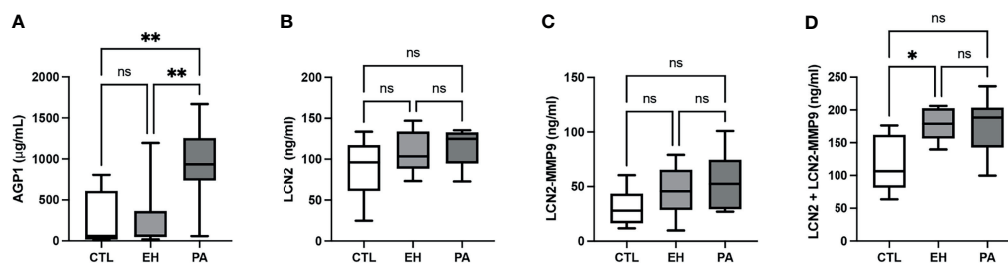 A
**
ns
**
AGP1 (µg/mL)
2000
1500
1000
500
0
CTL
EH
PA
B
ns
ns
ns
LCN2 (ng/ml)
200
150
100
50
0
CTL
EH
PA
C
ns
ns
ns
LCN2-MMP9 (ng/ml)
150
100
50
0
CTL
EH
PA
D
ns
*
ns
LCN2 + LCN2-MMP9 (ng/ml)
250
200
150
100
50
0
CTL
EH
PA